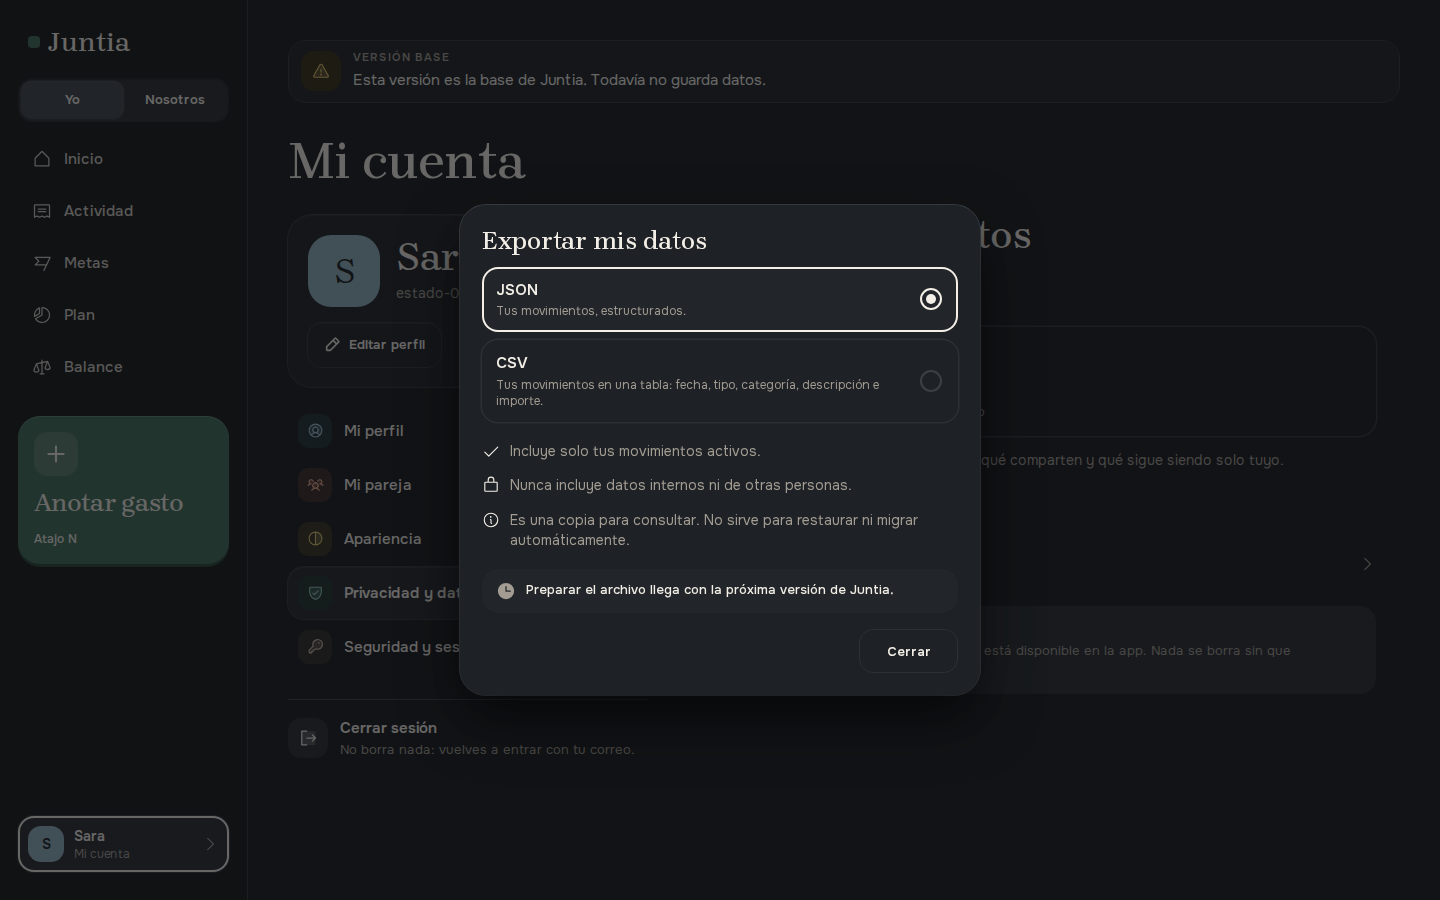 Juntia
Yo
Nosotros
Inicio
Actividad
Metas
Plan
Balance
Anotar gasto
Atajo N
Sara
Mi cuenta
VERSIÓN BASE
Esta versión es la base de Juntia. Todavía no guarda datos.
Mi cuenta
Sar
estado-0
Editar perfil
Mi perfil
Mi pareja
Apariencia
Privacidad y dat
Seguridad y ses
Cerrar sesión
No borra nada: vuelves a entrar con tu correo.
tos
qué comparten y qué sigue siendo solo tuyo.
está disponible en la app. Nada se borra sin que
Exportar mis datos
JSON
Tus movimientos, estructurados.
CSV
Tus movimientos en una tabla: fecha, tipo, categoría, descripción e
importe.
Incluye solo tus movimientos activos.
Nunca incluye datos internos ni de otras personas.
Es una copia para consultar. No sirve para restaurar ni migrar
automáticamente.
Preparar el archivo llega con la próxima versión de Juntia.
Cerrar